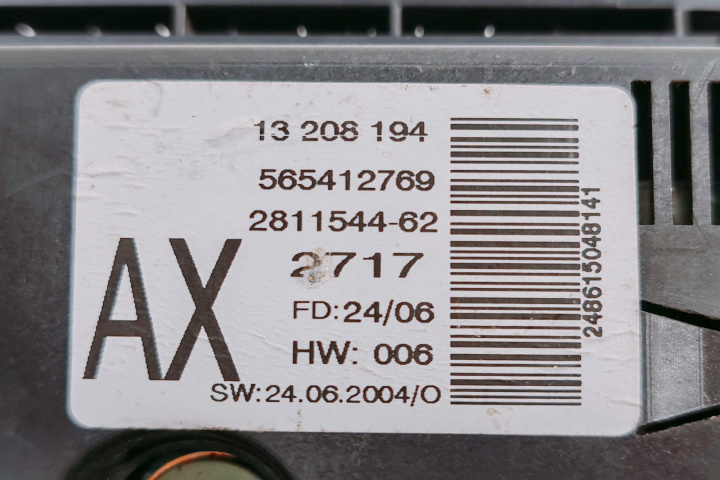 13 208 194
565412769
2811544-62
2717
FD: 24/06
HW: 006
SW: 24.06.2004/O
AX
248615048141